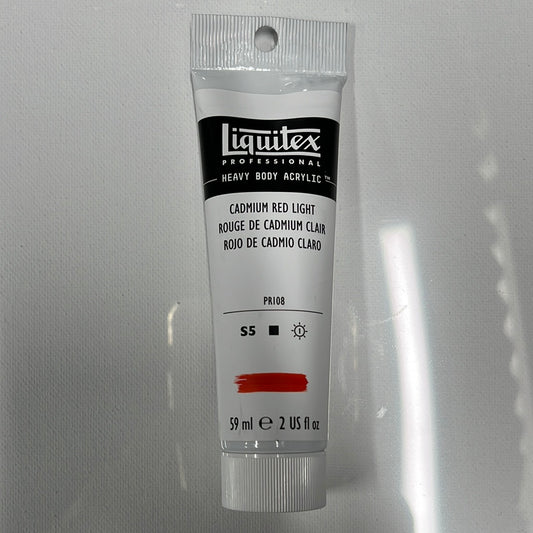 Liquitex
PROFESSIONAL
HEAVY BODY ACRYLIC
CADMIUM RED LIGHT
ROUGE DE CADMIUM CLAIR
ROJO DE CADMIO CLARO
PR108
S5 I
59 ml e 2 US fl oz